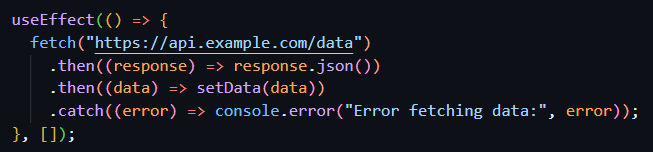 useEffect(() => {
  fetch("https://api.example.com/data")
    .then((response) => response.json())
    .then((data) => setData(data))
    .catch((error) => console.error("Error fetching data:", error));
}, []);